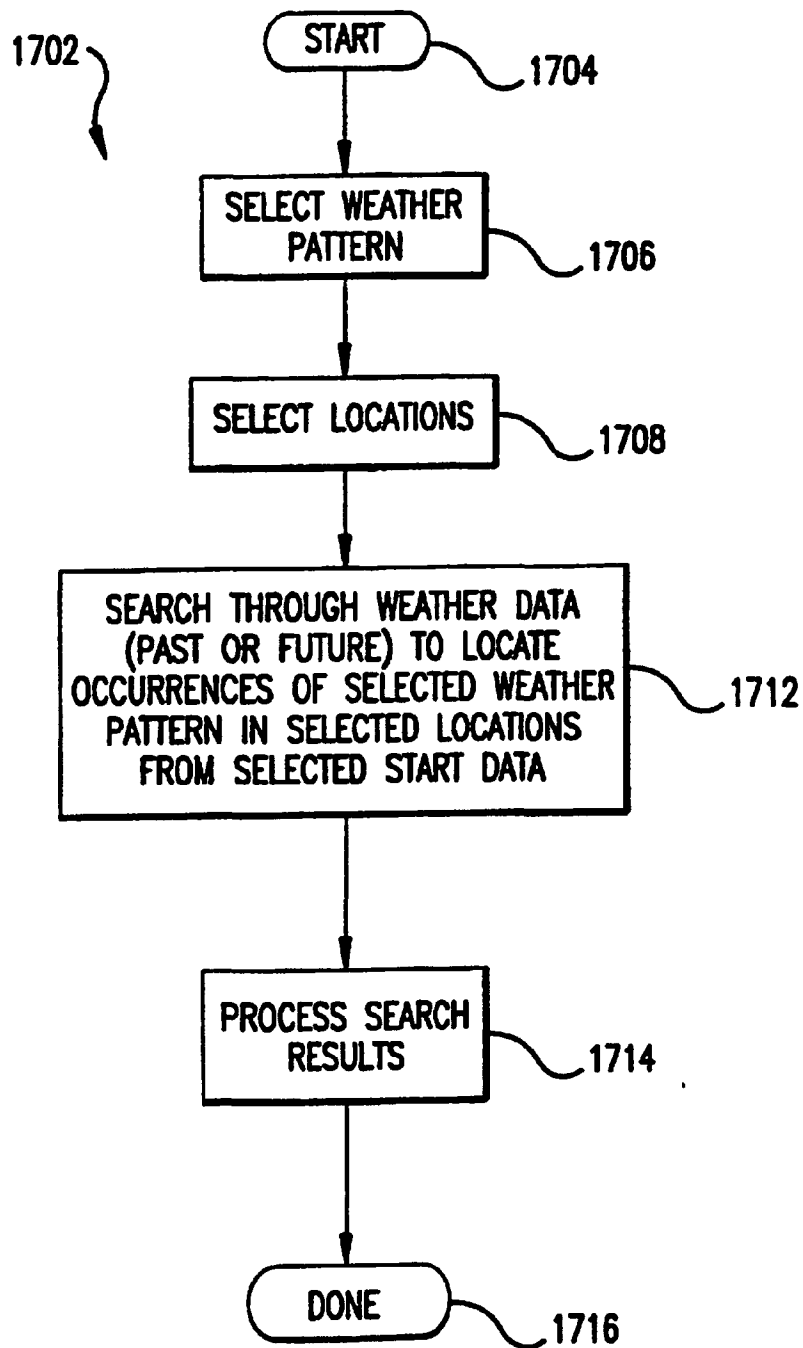 START
1702
1704
SELECT WEATHER
PATTERN
1706
SELECT LOCATIONS
1708
SEARCH THROUGH WEATHER DATA
(PAST OR FUTURE) TO LOCATE
OCCURRENCES OF SELECTED WEATHER
PATTERN IN SELECTED LOCATIONS
FROM SELECTED START DATA
1712
PROCESS SEARCH
RESULTS
1714
DONE
1716